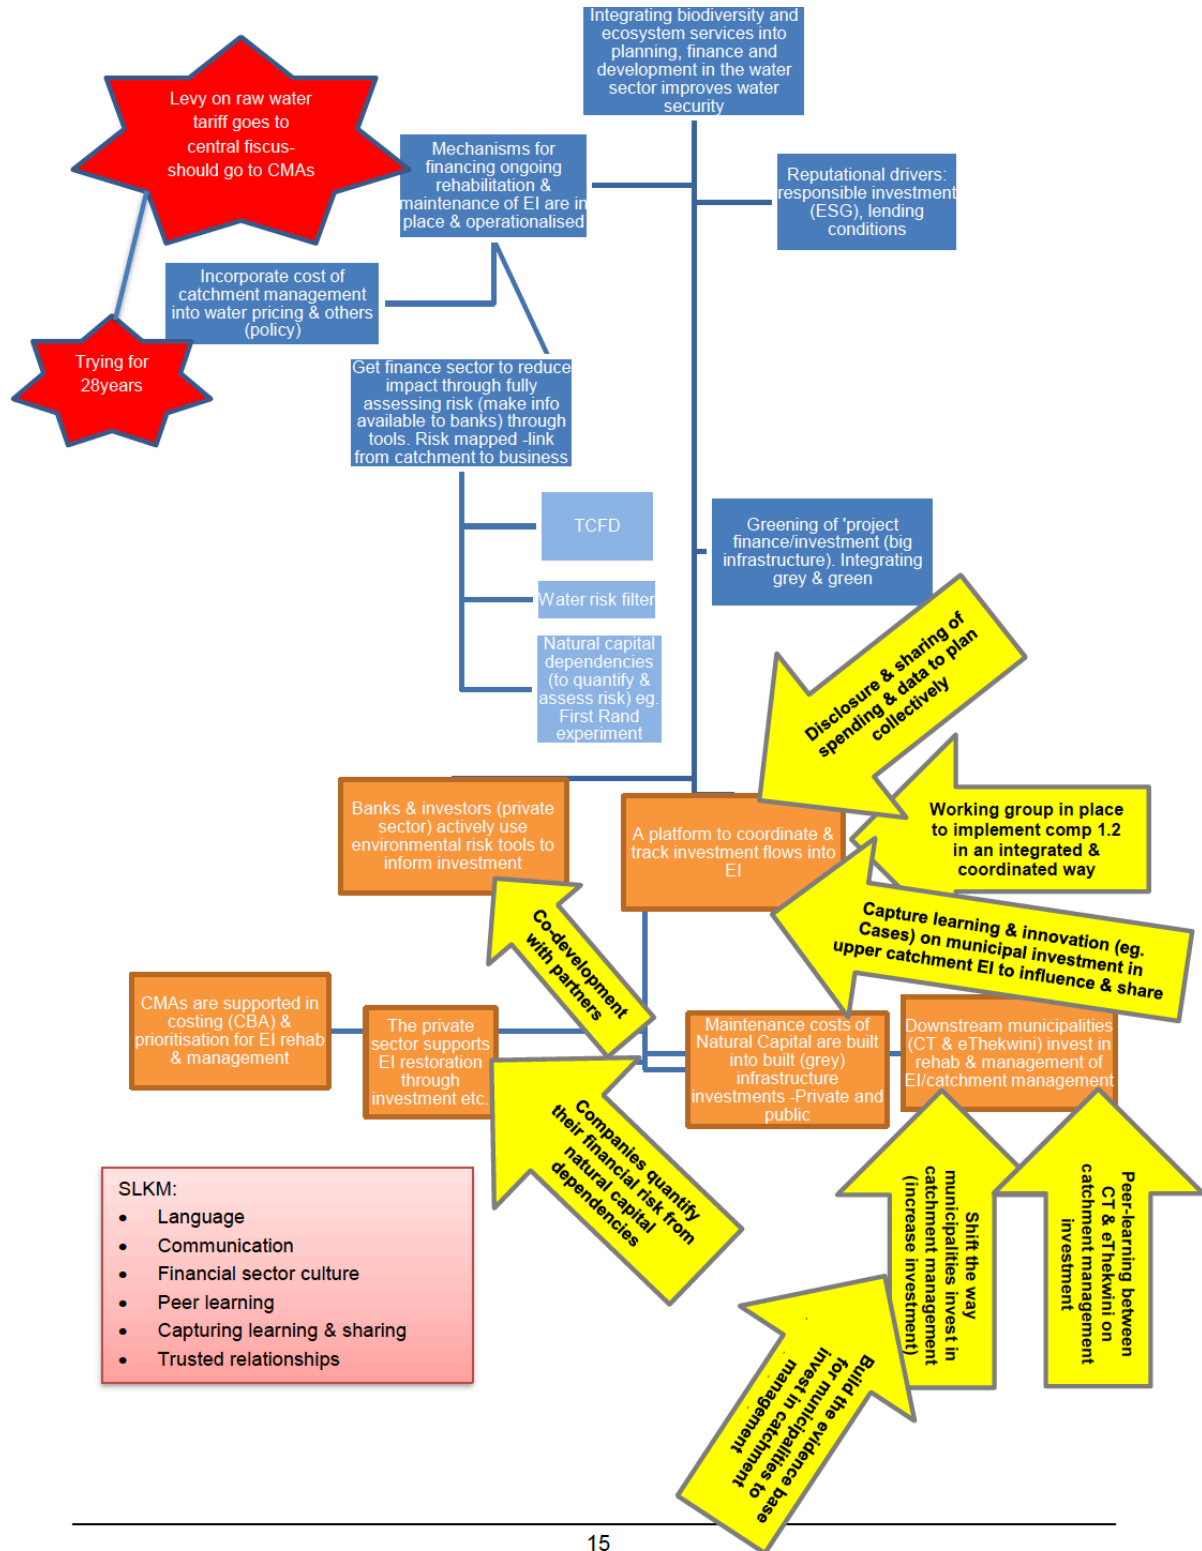 Integrating biodiversity and
ecosystem services into
planning, finance and
development in the water
sector improves water
security
Levy on raw water
tariff goes to
central fiscus-
should go to CMAs
Mechanisms for
financing ongoing
rehabilitation &
maintenance of EI are in
place & operationalised
Reputational drivers:
responsible investment
(ESG), lending
conditions
Incorporate cost of
catchment management
into water pricing & others
(policy)
Trying for
28years
Get finance sector to reduce
impact through fully
assessing risk (make info
available to banks) through
tools. Risk mapped -link
from catchment to business
TCFD
Water risk filter
Natural capital
dependencies
(to quantify &
assess risk) eg.
First Rand
experiment
Greening of 'project
finance/investment (big
infrastructure). Integrating
grey & green
Disclosure & sharing of
spending & data to plan
collectively
Working group in place
to implement comp 1.2
in an integrated &
coordinated way
Banks & investors (private
sector) actively use
environmental risk tools to
inform investment
A platform to coordinate &
track investment flows into
EI
Capture learning & innovation (eg.
Cases) on municipal investment in
upper catchment EI to influence & share
Co-development
with partners
CMAs are supported in
costing (CBA) &
prioritisation for EI rehab
& management
The private
sector supports
EI restoration
through
investment etc.
Maintenance costs of
Natural Capital are built
into built (grey)
infrastructure
investments -Private and
public
Downstream municipalities
(CT & eThekwini) invest in
rehab & management of
EI/catchment management
Companies quantify
their financial risk from
natural capital
dependencies
Shift the way
municipalities invest in
catchment management
(increase investment)
Peer-learning between
CT & eThekwini on
catchment management
investment
Build the evidence base
for municipalities to
invest in catchment
management
SLKM:
• Language
• Communication
• Financial sector culture
• Peer learning
• Capturing learning & sharing
• Trusted relationships
15